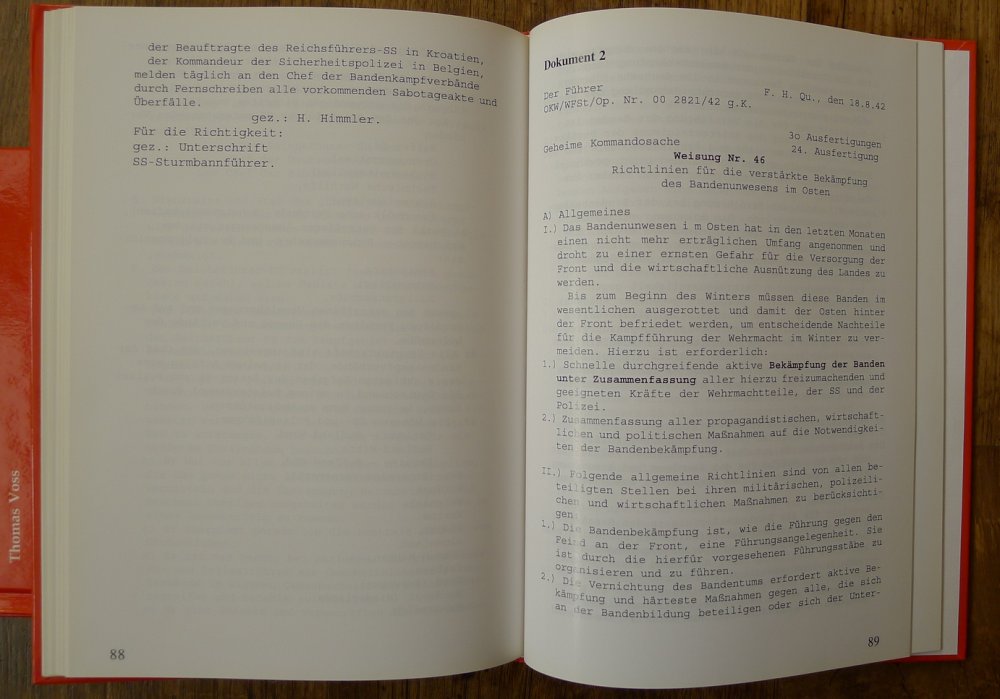 der Beauftragte des Reichsführers-SS in Kroatien,
der Kommandeur der Sicherheitspolizei in Belgien,
melden täglich an den Chef der Bandenkampfverbände
durch Fernschreiben alle vorkommenden Sabotageakte und
Überfälle.
gez.: H. Himmler.
Für die Richtigkeit:
gez.: Unterschrift
SS-Sturmbannführer.
88
Dokument 2
Der Führer
F. H. Qu., den 18.8.42
OKW/WFSt/Op. Nr. 00 2821/42 g.K.
3o Ausfertigungen
Geheime Kommandosache
24. Ausfertigung
Weisung Nr. 46
Richtlinien für die verstärkte Bekämpfung
des Bandenunwesens im Osten
A) Allgemeines
I.) Das Bandenunwesen i m Osten hat in den letzten Monaten
einen nicht mehr erträglichen Umfang angenommen und
droht zu einer ernsten Gefahr für die Versorgung der
Front und die wirtschaftliche Ausnützung des Landes zu
werden.
Bis zum Beginn des Winters müssen diese Banden im
wesentlichen ausgerottet und damit der Osten hinter
der Front befriedet werden, um entscheidende Nachteile
für die Kampfführung der Wehrmacht im Winter zu ver-
meiden. Hierzu ist erforderlich:
1.) Schnelle durchgreifende aktive Bekämpfung der Banden
unter Zusammenfassung aller hierzu freizumachenden und
geeigneten Kräfte der Wehrmachtteile, der SS und der
Polizei.
2.) Zusammenfassung aller propagandistischen, wirtschaft-
lichen und politischen Maßnahmen auf die Notwendigkei-
ten der Bandenbekämpfung.
II.) Folgende allgemeine Richtlinien sind von allen be-
teiligten Stellen bei ihren militärischen, polizeili-
chen und wirtschaftlichen Maßnahmen zu berücksichti-
gen:
1,) Die Bandenbekämpfung ist, wie die Führung gegen den
Feind an der Front, eine Führungsangelegenheit. Sie
ist durch die hierfür vorgesehenen Führungsstäbe zu
organisieren und zu führen.
2.) Die Vernichtung des Bandentums erfordert aktive Be-
kämpfung und härteste Maßnahmen gegen alle, die sich
an der Bandenbildung beteiligen oder sich der Unter-
89
Thomas Voss